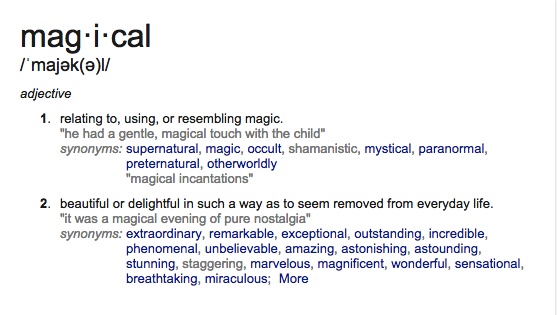 mag·i·cal
/ˈmajək(ə)l/
adjective
1. relating to, using, or resembling magic.
"he had a gentle, magical touch with the child"
synonyms: supernatural, magic, occult, shamanistic, mystical, paranormal,
preternatural, otherworldly
"magical incantations"
2. beautiful or delightful in such a way as to seem removed from everyday life.
"it was a magical evening of pure nostalgia"
synonyms: extraordinary, remarkable, exceptional, outstanding, incredible,
phenomenal, unbelievable, amazing, astonishing, astounding,
stunning, staggering, marvelous, magnificent, wonderful, sensational,
breathtaking, miraculous; More